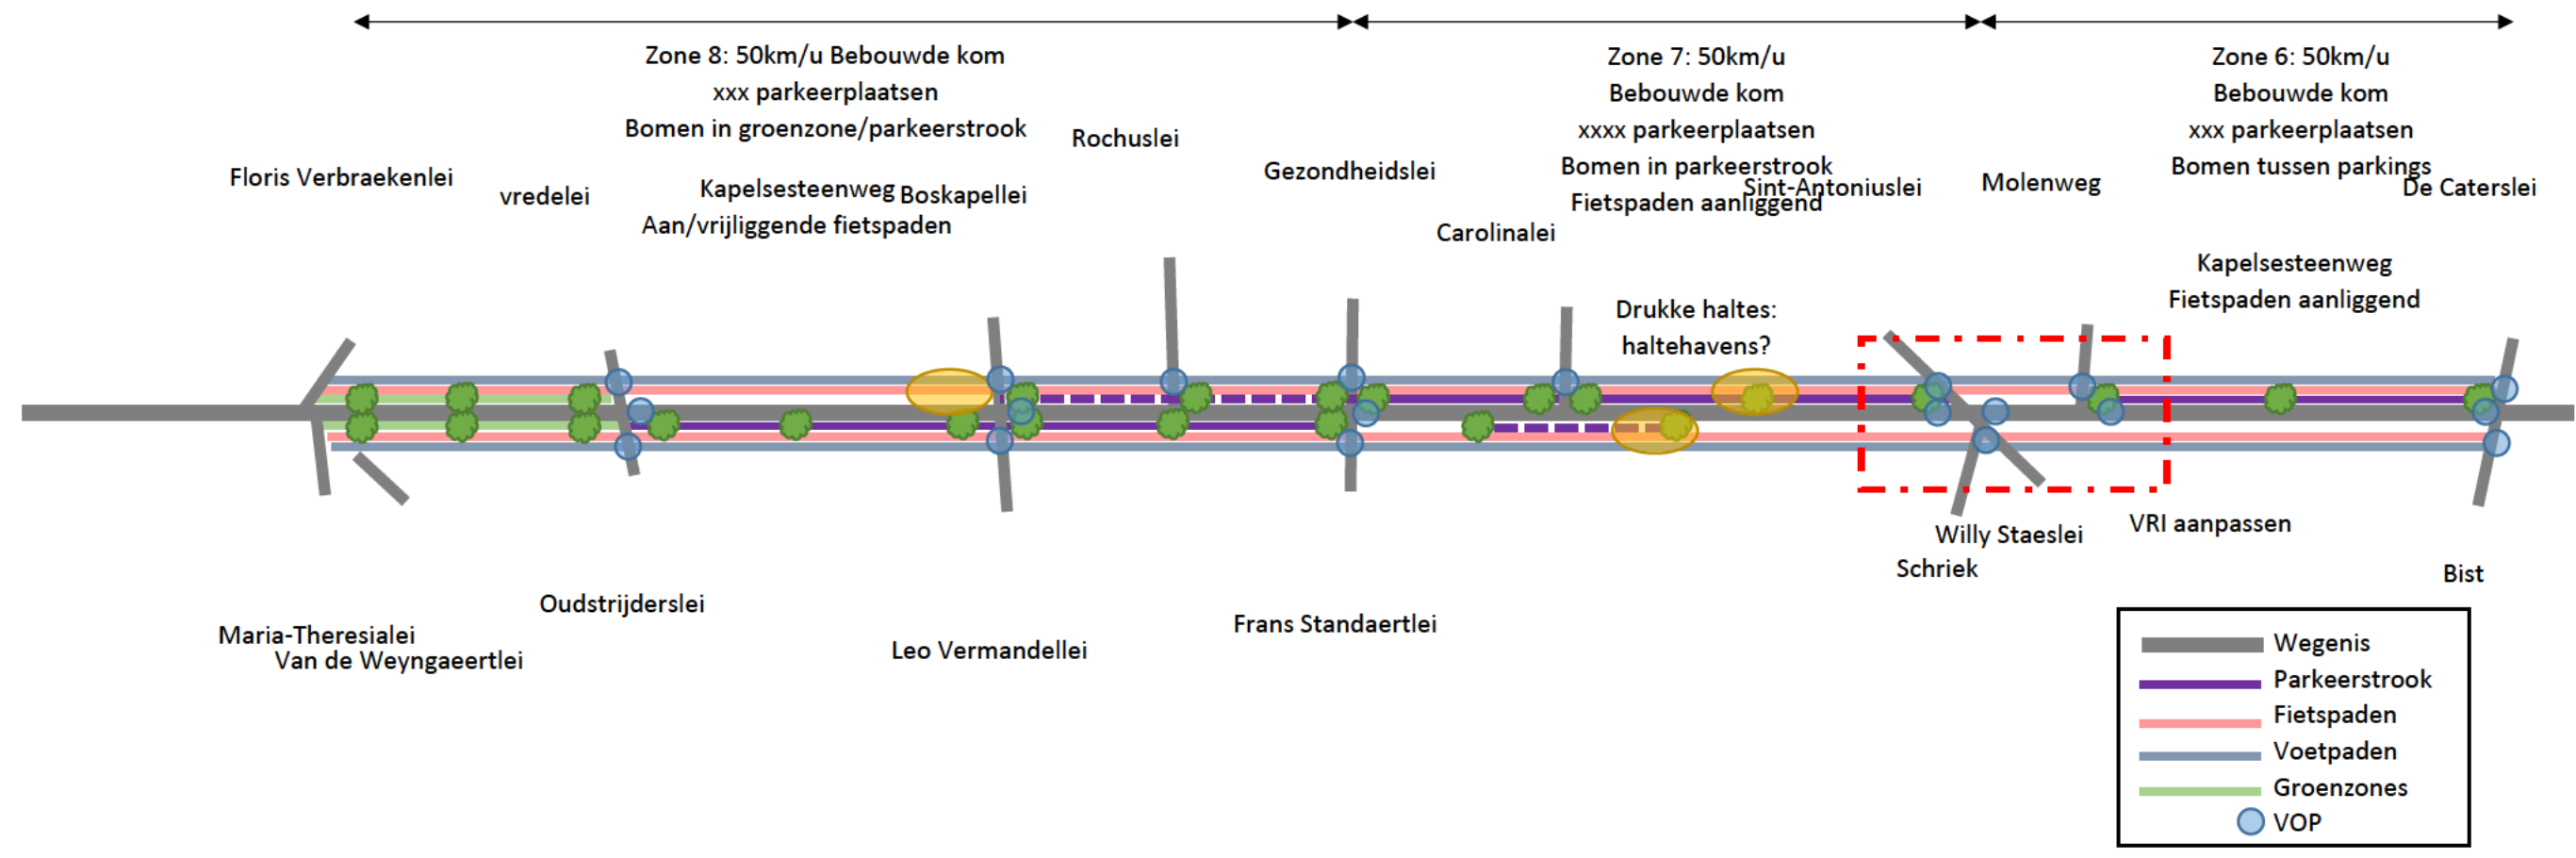 Zone 8: 50km/u Bebouwde kom
xxx parkeerplaatsen
Bomen in groenzone/parkeerstrook
Zone 7: 50km/u
Bebouwde kom
xxxx parkeerplaatsen
Bomen in parkeerstrook
Fietspaden aanliggend
Zone 6: 50km/u
Bebouwde kom
xxx parkeerplaatsen
Bomen tussen parkings
Floris Verbraekenlei
vredelei
Kapelsesteenweg
Aan/vrijliggende fietspaden
Boskapellei
Rochuslei
Gezondheidslei
Carolinalei
Sint-Antoniuslei
Molenweg
De Caterslei
Kapelsesteenweg
Fietspaden aanliggend
Drukke haltes:
haltehavens?
Maria-Theresialei
Van de Weyngaeertlei
Oudstrijderslei
Leo Vermandellei
Frans Standaertlei
Willy Staeslei
Schriek
VRI aanpassen
Bist
Wegenis
Parkeerstrook
Fietspaden
Voetpaden
Groenzones
VOP